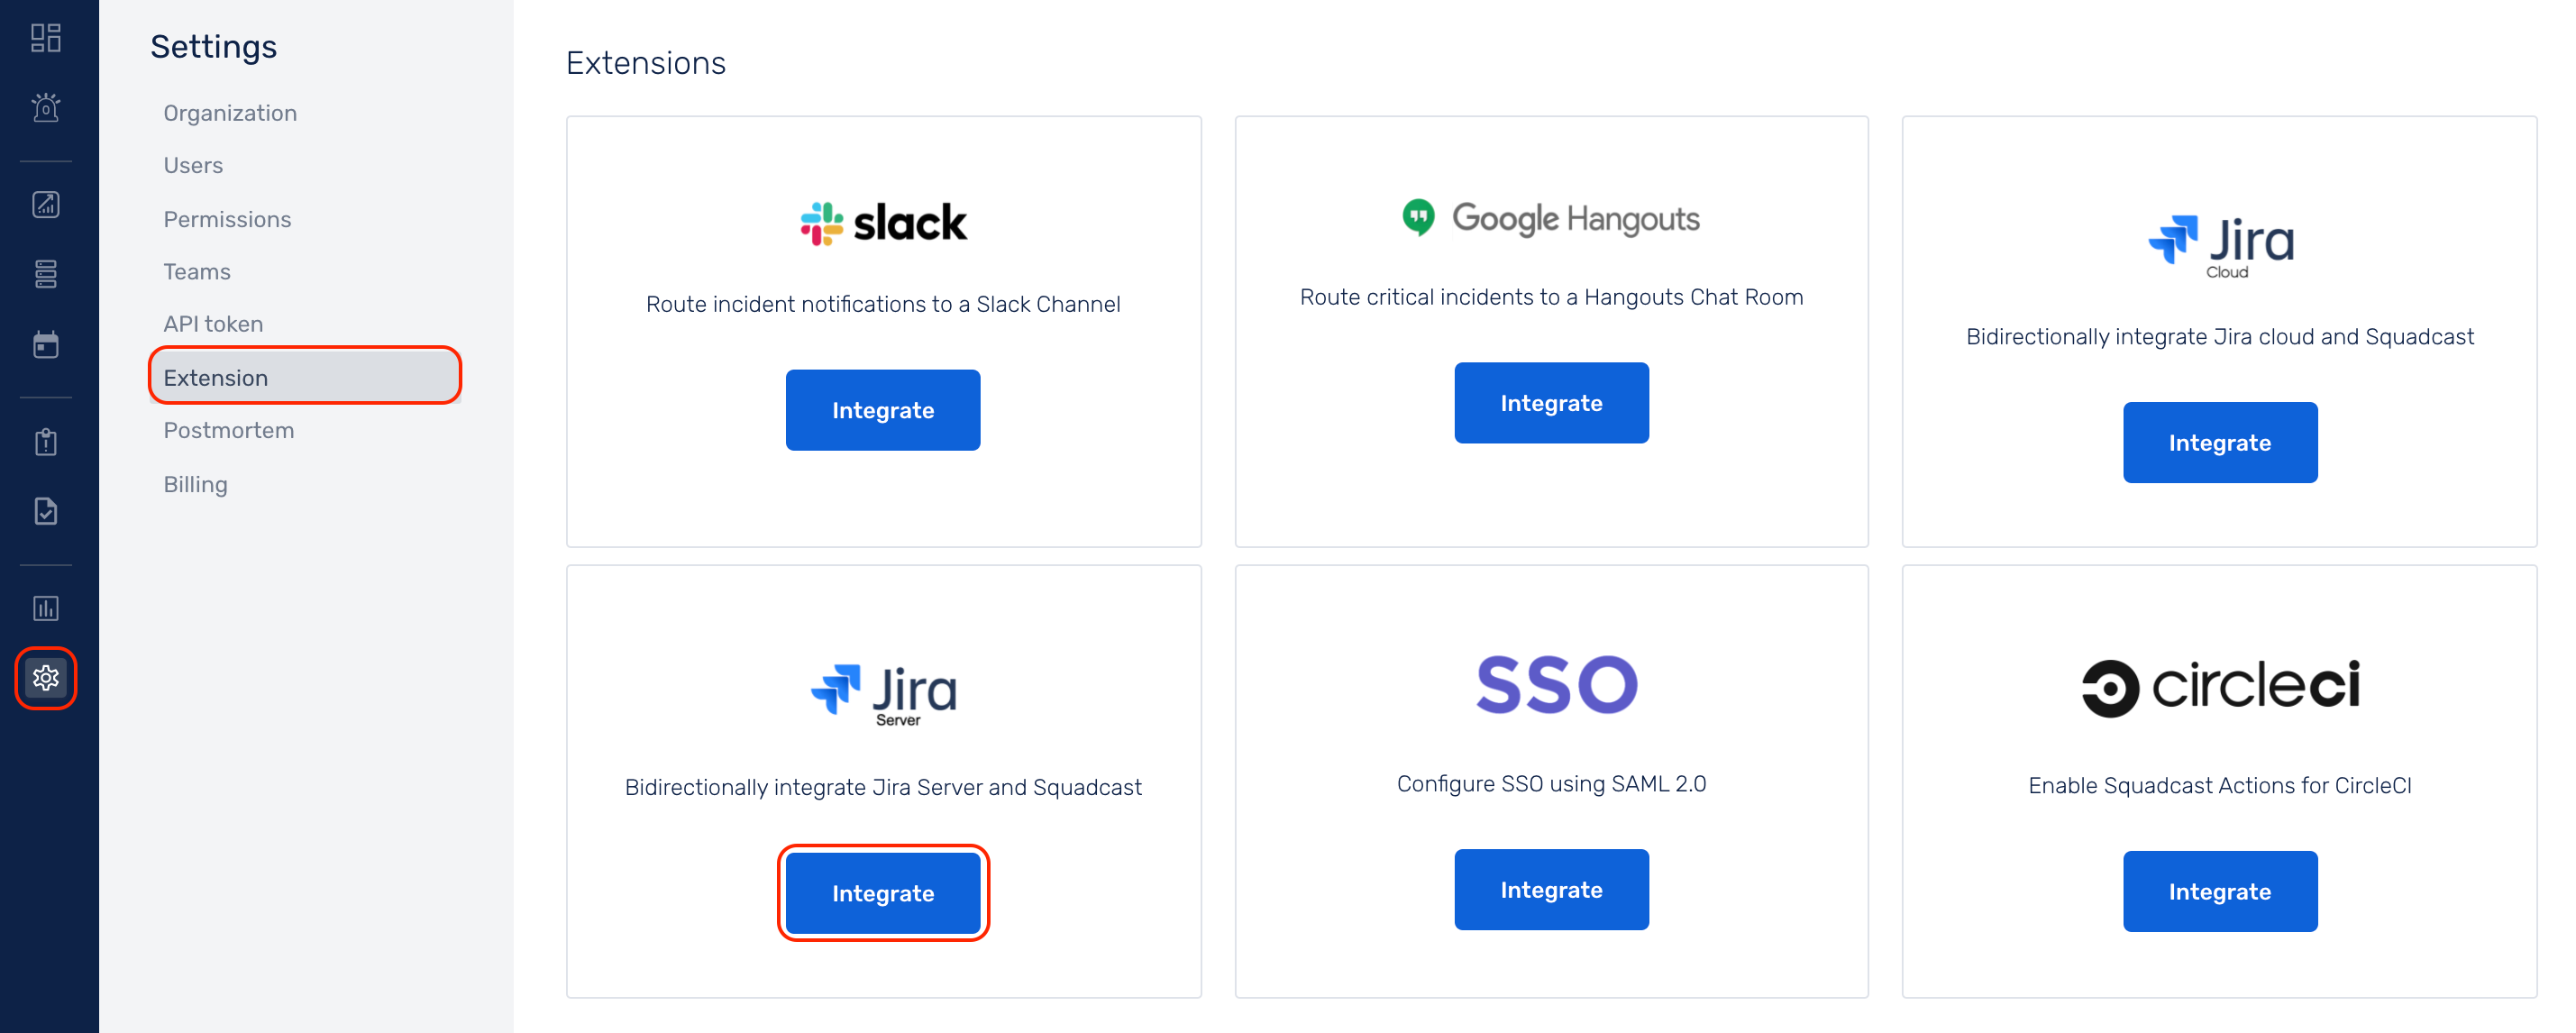 Settings
Organization
Users
Permissions
Teams
API token
Extension
Postmortem
Billing
Extensions
slack
Route incident notifications to a Slack Channel
Integrate
Google Hangouts
Route critical incidents to a Hangouts Chat Room
Integrate
Jira
Cloud
Bidirectionally integrate Jira cloud and Squadcast
Integrate
Jira
Server
Bidirectionally integrate Jira Server and Squadcast
Integrate
SSO
Configure SSO using SAML 2.0
Integrate
circleci
Enable Squadcast Actions for CircleCI
Integrate